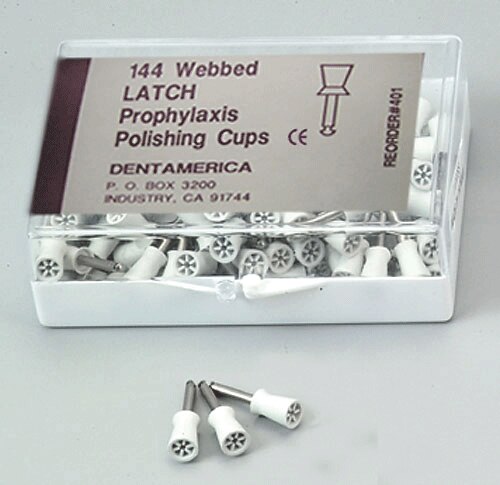 144 Webbed
LATCH
Prophylaxis
Polishing Cups CE
DENTAMERICA
P. O. BOX 3200
INDUSTRY, CA 91744
REORDER#401